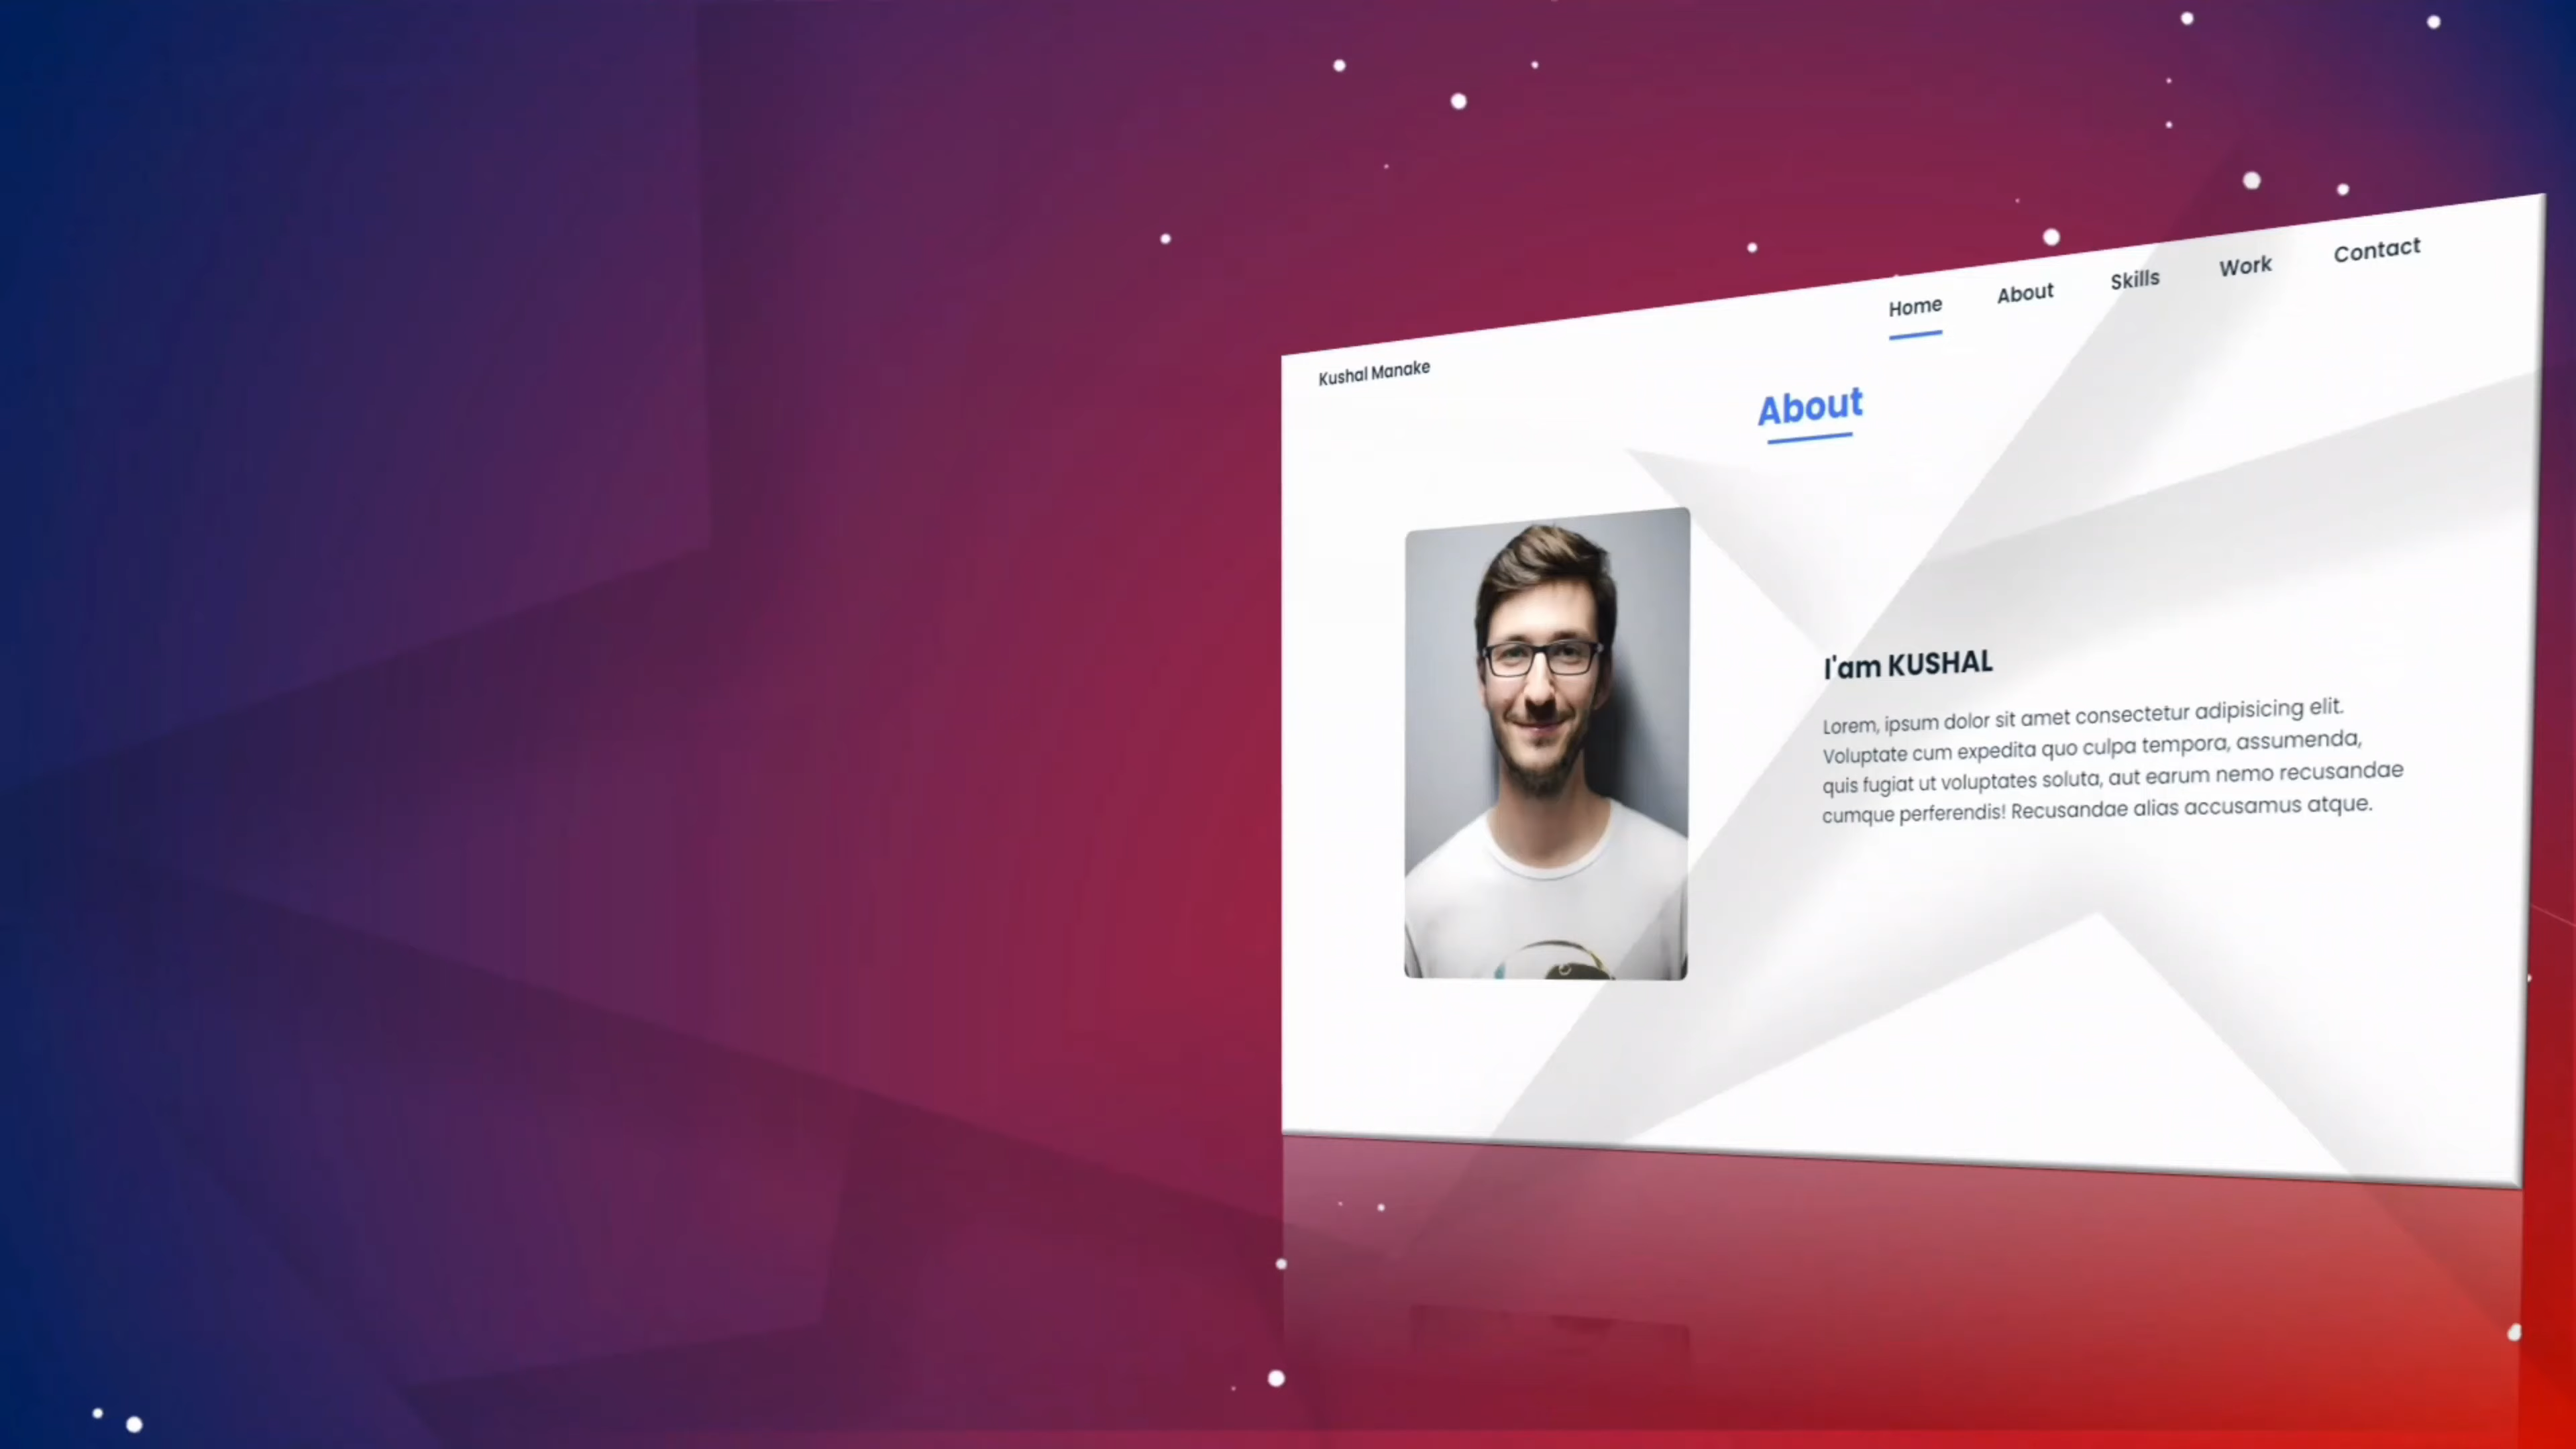 Kushal Manake
Home About Skills Work Contact
About
I'am KUSHAL
Lorem, ipsum dolor sit amet consectetur adipisicing elit.
Voluptate cum expedita quo culpa tempora, assumenda,
quis fugiat ut voluptates soluta, aut earum nemo recusandae
cumque perferendis! Recusandae alias accusamus atque.